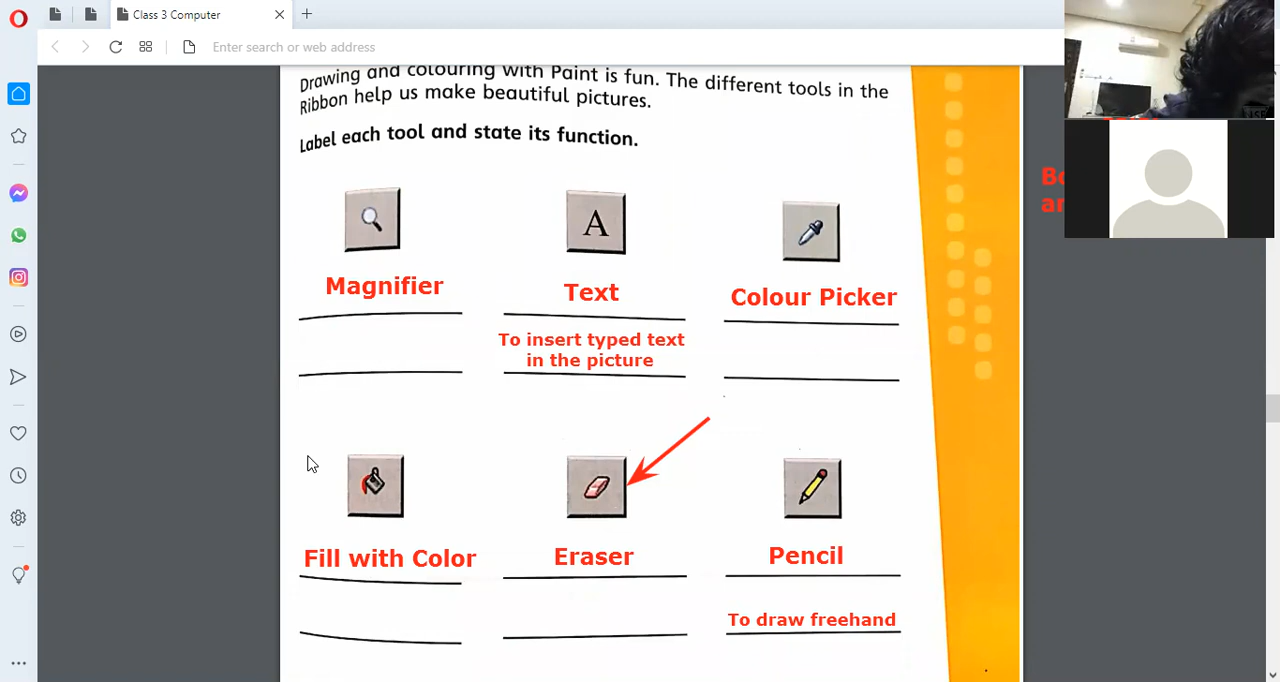 Class 3 Computer
Enter search or web address
Drawing and colouring with Paint is fun. The different tools in the
Ribbon help us make beautiful pictures.
Label each tool and state its function.
A
Magnifier
Text
Colour Picker
To insert typed text
in the picture
Fill with Color
Eraser
Pencil
To draw freehand